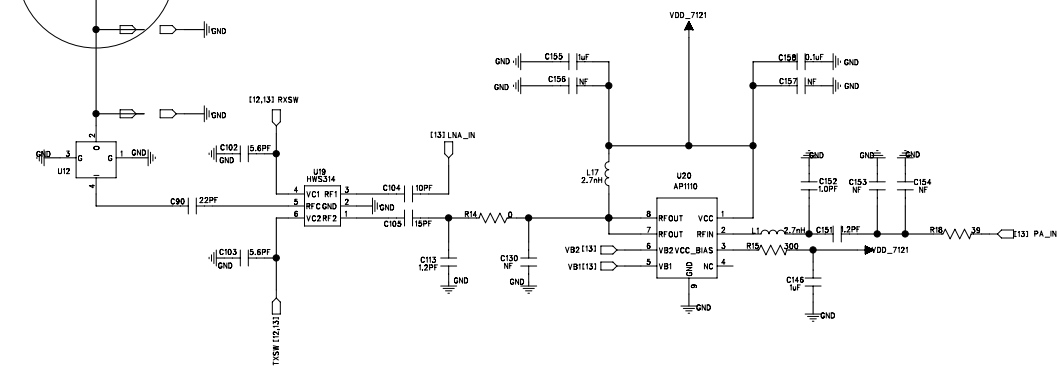 VDD_7121
GND
GND C155 1uF
C158 0.1uF GND
GND C156 NF
C157 NF GND
[12,13] RXSW
GND
[13] LNA_IN
2
GND 3 G O G 1 GND
U12
I
4
C102 5.6PF
GND
U19
HWS314
L17
2.7nH
U20
AP1110
GND GND GND
C152
1.0PF
C153
NF
C154
NF
C90 22PF
4 VC1 RF1 3
5 RFC GND 2 GND
6 VC2 RF2 1
C104 10PF
C105 15PF
R14 0
8 RFOUT VCC 1
7 RFOUT RFIN 2
6 VB2 VCC_BIAS 3
5 VB1 NC 4
GND
9
VB2 [13]
VB1 [13]
L1 2.7nH
C151 1.2PF
R18 39
[13] PA_IN
R15 300
VDD_7121
C103 5.6PF
GND
C113
1.2PF
GND
C130
NF
GND
C146
1uF
GND
GND
TXSW [12,13]